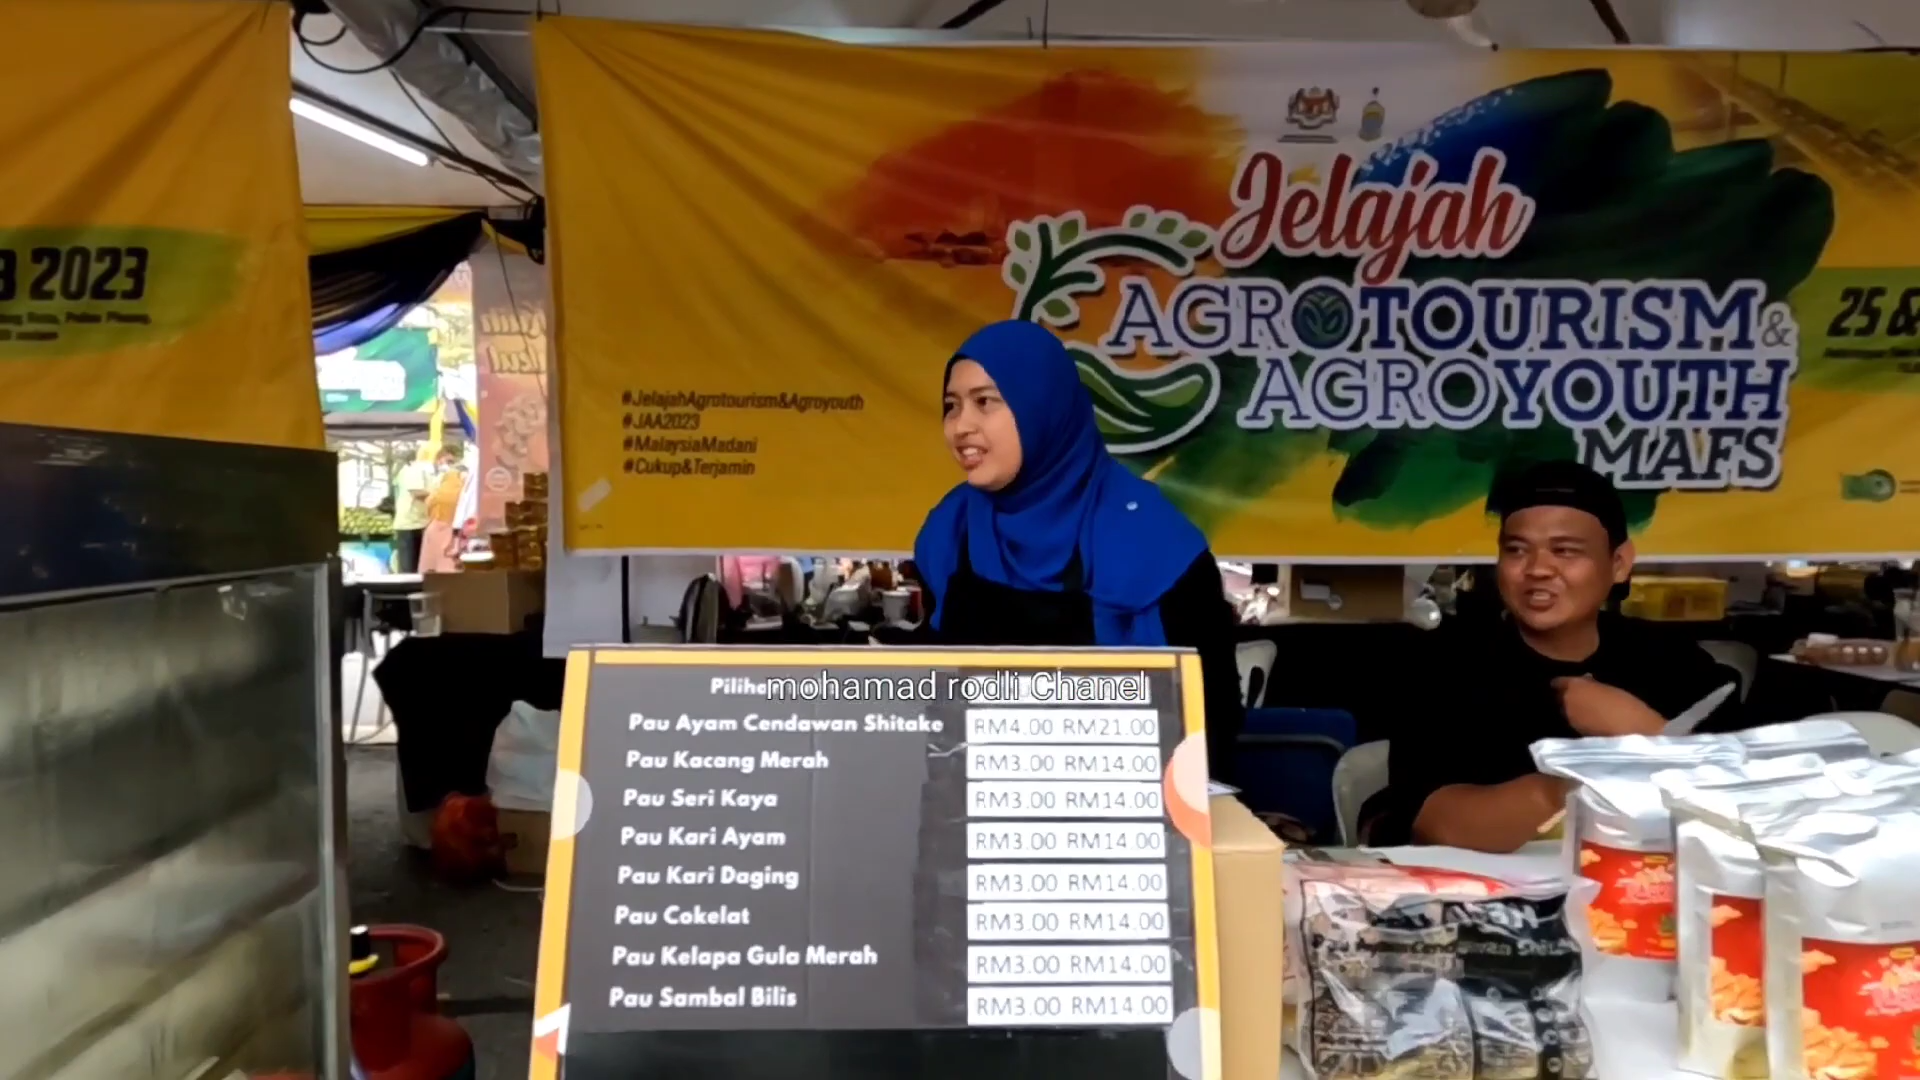 2023
Jelajah
AGROTOURISM &
AGROYOUTH
MAFS
25 &
#JelajahAgrotourism&Agroyouth
#JAA2023
#MalaysiaMadani
#Cukup&Terjamin
mohamad rodli Chanel
Pau Ayam Cendawan Shitake RM4.00 RM21.00
Pau Kacang Merah RM3.00 RM14.00
Pau Seri Kaya RM3.00 RM14.00
Pau Kari Ayam RM3.00 RM14.00
Pau Kari Daging RM3.00 RM14.00
Pau Cokelat RM3.00 RM14.00
Pau Kelapa Gula Merah RM3.00 RM14.00
Pau Sambal Bilis RM3.00 RM14.00